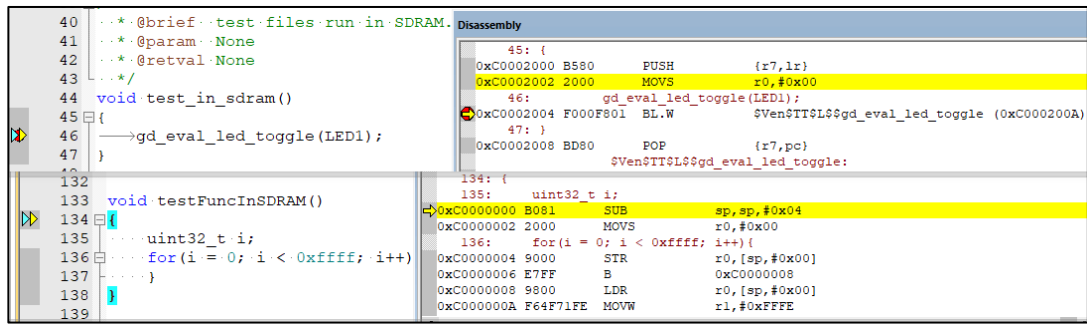 40 * @brief test files run in SDRAM.
41 * @param None
42 * @retval None
43 */
44 void test_in_sdram()
45 {
46 gd_eval_led_toggle(LED1);
47 }
Disassembly
45: {
0xC0002000 B580 PUSH {r7,lr}
0xC0002002 2000 MOVS r0,#0x00
46: gd_eval_led_toggle(LED1);
0xC0002004 F000F801 BL.W $Ven$TT$L$$gd_eval_led_toggle (0xC000200A)
47: }
0xC0002008 BD80 POP {r7,pc}
$Ven$TT$L$$gd_eval_led_toggle:
132
133 void testFuncInSDRAM()
134 {
135 uint32_t i;
136 for(i = 0; i < 0xffff; i++)
137 }
138 }
139
134: {
135: uint32_t i;
0xC0000000 B081 SUB sp,sp,#0x04
0xC0000002 2000 MOVS r0,#0x00
136: for(i = 0; i < 0xffff; i++){
0xC0000004 9000 STR r0,[sp,#0x00]
0xC0000006 E7FF B 0xC0000008
0xC0000008 9800 LDR r0,[sp,#0x00]
0xC000000A F64F71FE MOVW r1,#0xFFFE